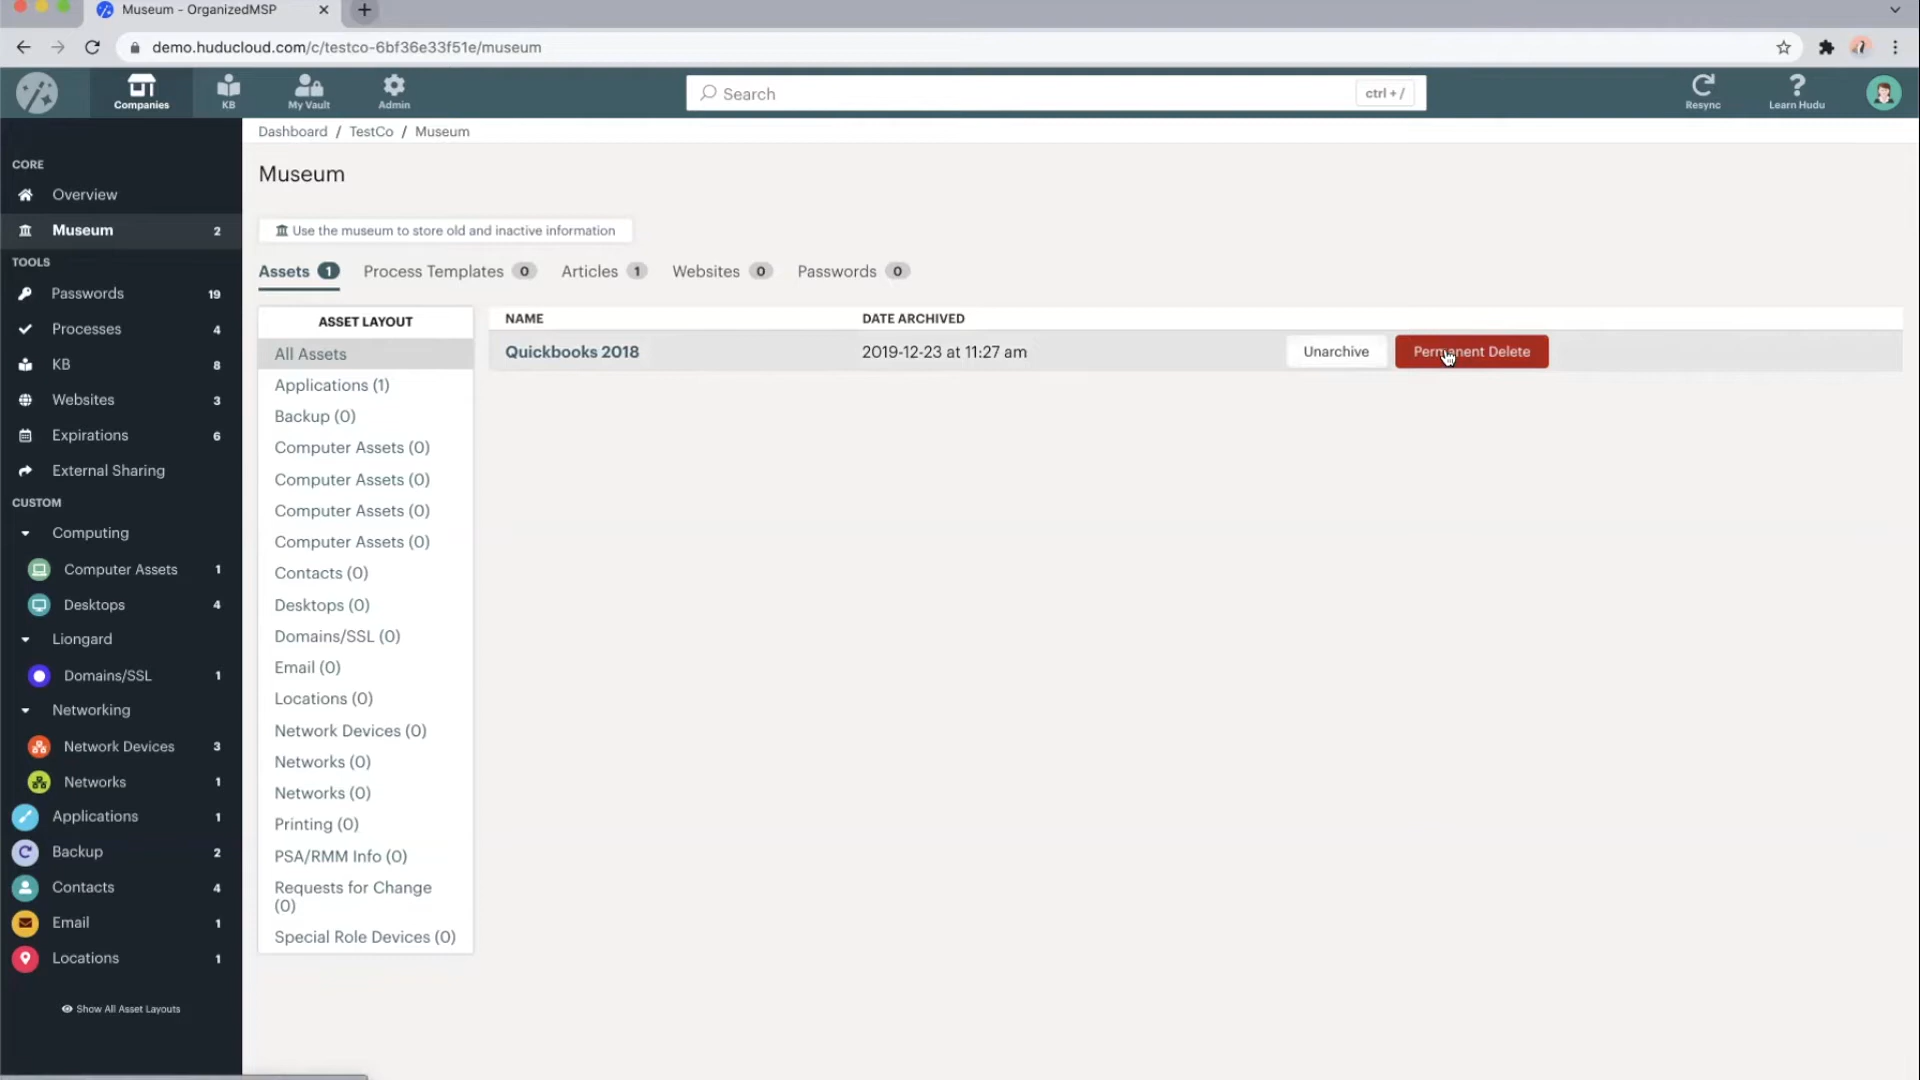 Museum - OrganizedMSP
demo.huducloud.com/c/testco-6bf36e33f51e/museum
Companies
KB
My Vault
Admin
Search
ctrl + /
Resync
Learn Hudu
Dashboard / TestCo / Museum
CORE
Overview
Museum 2
TOOLS
Passwords 19
Processes 4
KB 8
Websites 3
Expirations 6
External Sharing
CUSTOM
Computing
Computer Assets 1
Desktops 4
Liongard
Domains/SSL 1
Networking
Network Devices 3
Networks 1
Applications 1
Backup 2
Contacts 4
Email 1
Locations 1
Show All Asset Layouts
Museum
Use the museum to store old and inactive information
Assets 1 Process Templates 0 Articles 1 Websites 0 Passwords 0
ASSET LAYOUT
All Assets
Applications (1)
Backup (0)
Computer Assets (0)
Computer Assets (0)
Computer Assets (0)
Computer Assets (0)
Contacts (0)
Desktops (0)
Domains/SSL (0)
Email (0)
Locations (0)
Network Devices (0)
Networks (0)
Networks (0)
Printing (0)
PSA/RMM Info (0)
Requests for Change
(0)
Special Role Devices (0)
NAME DATE ARCHIVED
Quickbooks 2018 2019-12-23 at 11:27 am Unarchive Permanent Delete